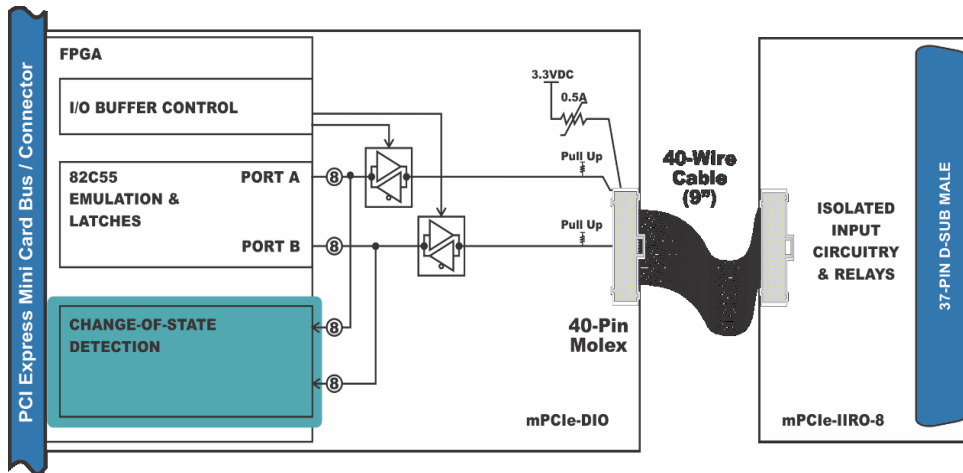 PCI Express Mini Card Bus / Connector
FPGA
I/O BUFFER CONTROL
82C55
EMULATION &
LATCHES
PORT A
8
PORT B
8
CHANGE-OF-STATE
DETECTION
8
8
3.3VDC
0.5A
Pull Up
Pull Up
40-Pin
Molex
mPCIe-DIO
40-Wire
Cable
(9”)
ISOLATED
INPUT
CIRCUITRY
& RELAYS
mPCIe-IIRO-8
37-PIN D-SUB MALE